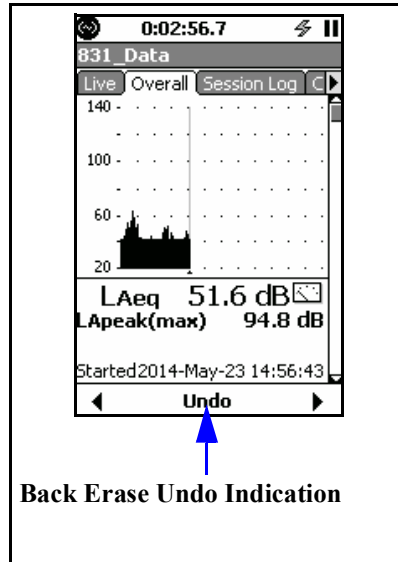 0:02:56.7
831_Data
Live Overall Session Log C
140
100
60
20
LAeq 51.6 dB
LApeak(max) 94.8 dB
Started2014-May-23 14:56:43
Undo
Back Erase Undo Indication